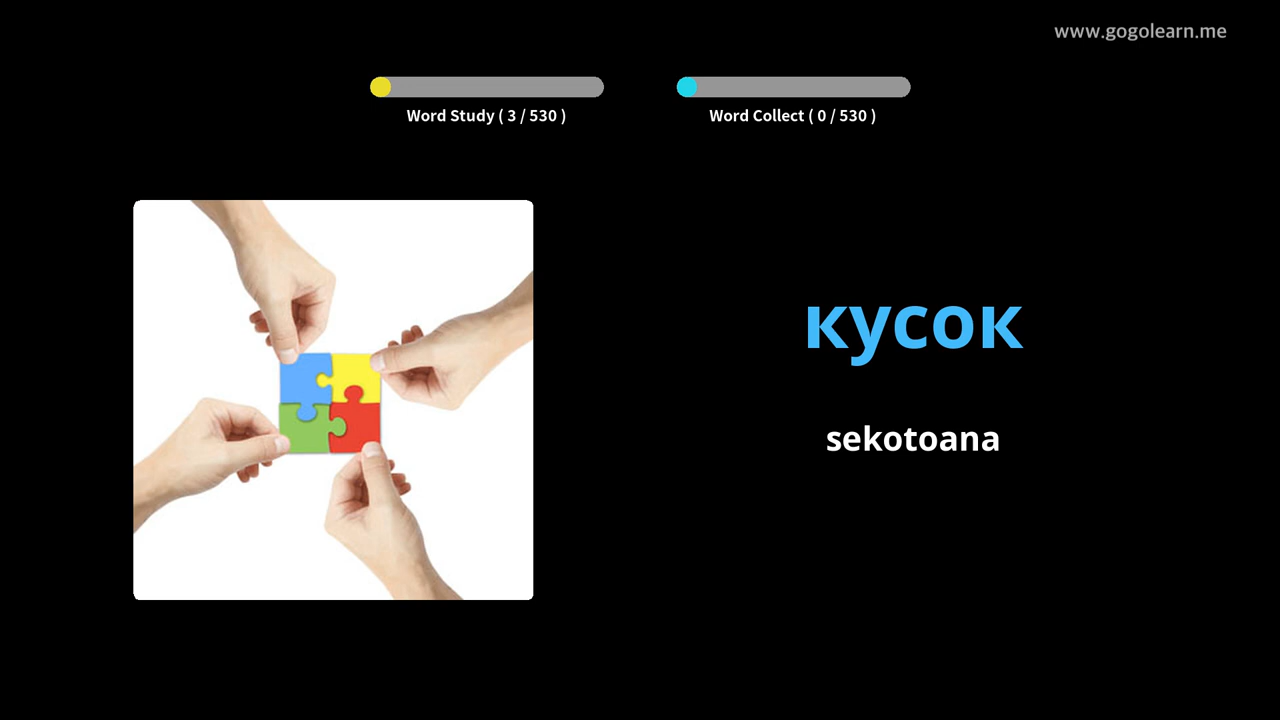 www.gogolearn.me
Word Study ( 3 / 530 )
Word Collect ( 0 / 530 )
кусок
sekotoana